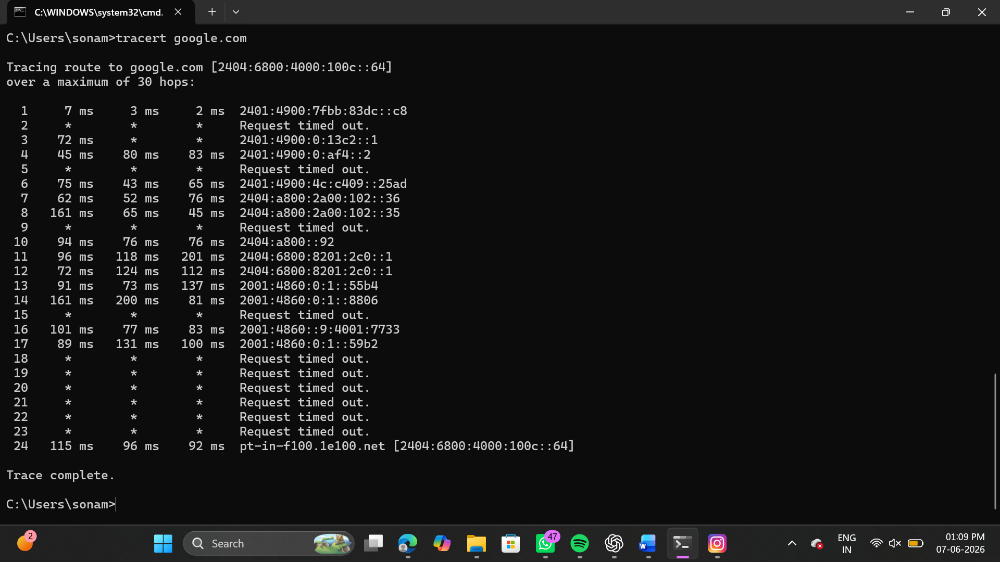 C:\WINDOWS\system32\cmd.
C:\Users\sonam>tracert google.com
Tracing route to google.com [2404:6800:4000:100c::64]
over a maximum of 30 hops:
1 7 ms 3 ms 2 ms 2401:4900:7fbb:83dc::c8
2 * * * Request timed out.
3 72 ms * * 2401:4900:0:13c2::1
4 45 ms 80 ms 83 ms 2401:4900:0:af4::2
5 * * * Request timed out.
6 75 ms 43 ms 65 ms 2401:4900:4c:c409::25ad
7 62 ms 52 ms 76 ms 2404:a800:2a00:102::36
8 161 ms 65 ms 45 ms 2404:a800:2a00:102::35
9 * * * Request timed out.
10 94 ms 76 ms 76 ms 2404:a800::92
11 96 ms 118 ms 201 ms 2404:6800:8201:2c0::1
12 72 ms 124 ms 112 ms 2404:6800:8201:2c0::1
13 91 ms 73 ms 137 ms 2001:4860:0:1::55b4
14 161 ms 200 ms 81 ms 2001:4860:0:1::8806
15 * * * Request timed out.
16 101 ms 77 ms 83 ms 2001:4860::9:4001:7733
17 89 ms 131 ms 100 ms 2001:4860:0:1::59b2
18 * * * Request timed out.
19 * * * Request timed out.
20 * * * Request timed out.
21 * * * Request timed out.
22 * * * Request timed out.
23 * * * Request timed out.
24 115 ms 96 ms 92 ms pt-in-f100.1e100.net [2404:6800:4000:100c::64]
Trace complete.
C:\Users\sonam>
2
Search
W
47
ENG
IN
01:09 PM
07-06-2026